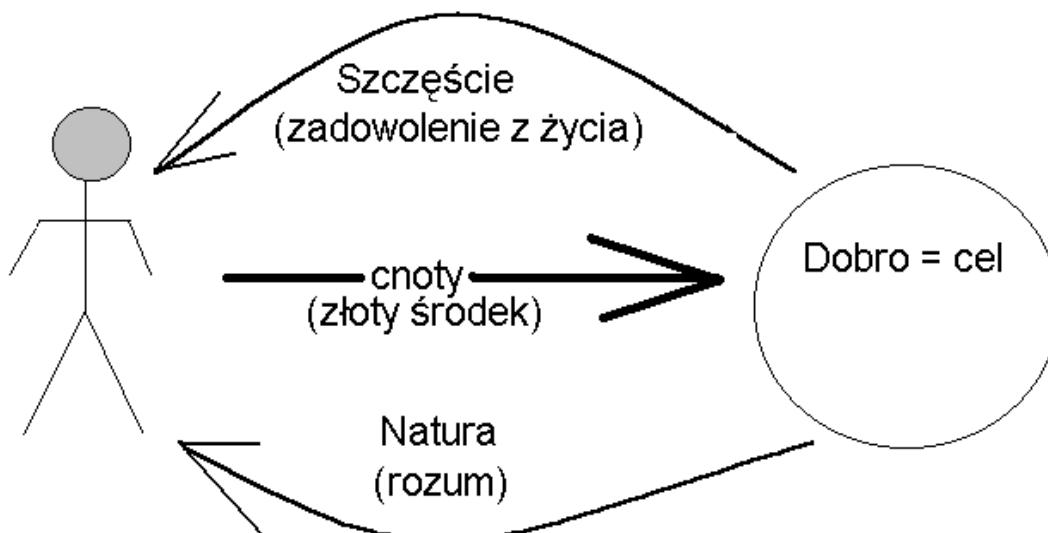 Szczęście
(zadowolenie z życia)
Dobro = cel
cnoty
(złoty środek)
Natura
(rozum)